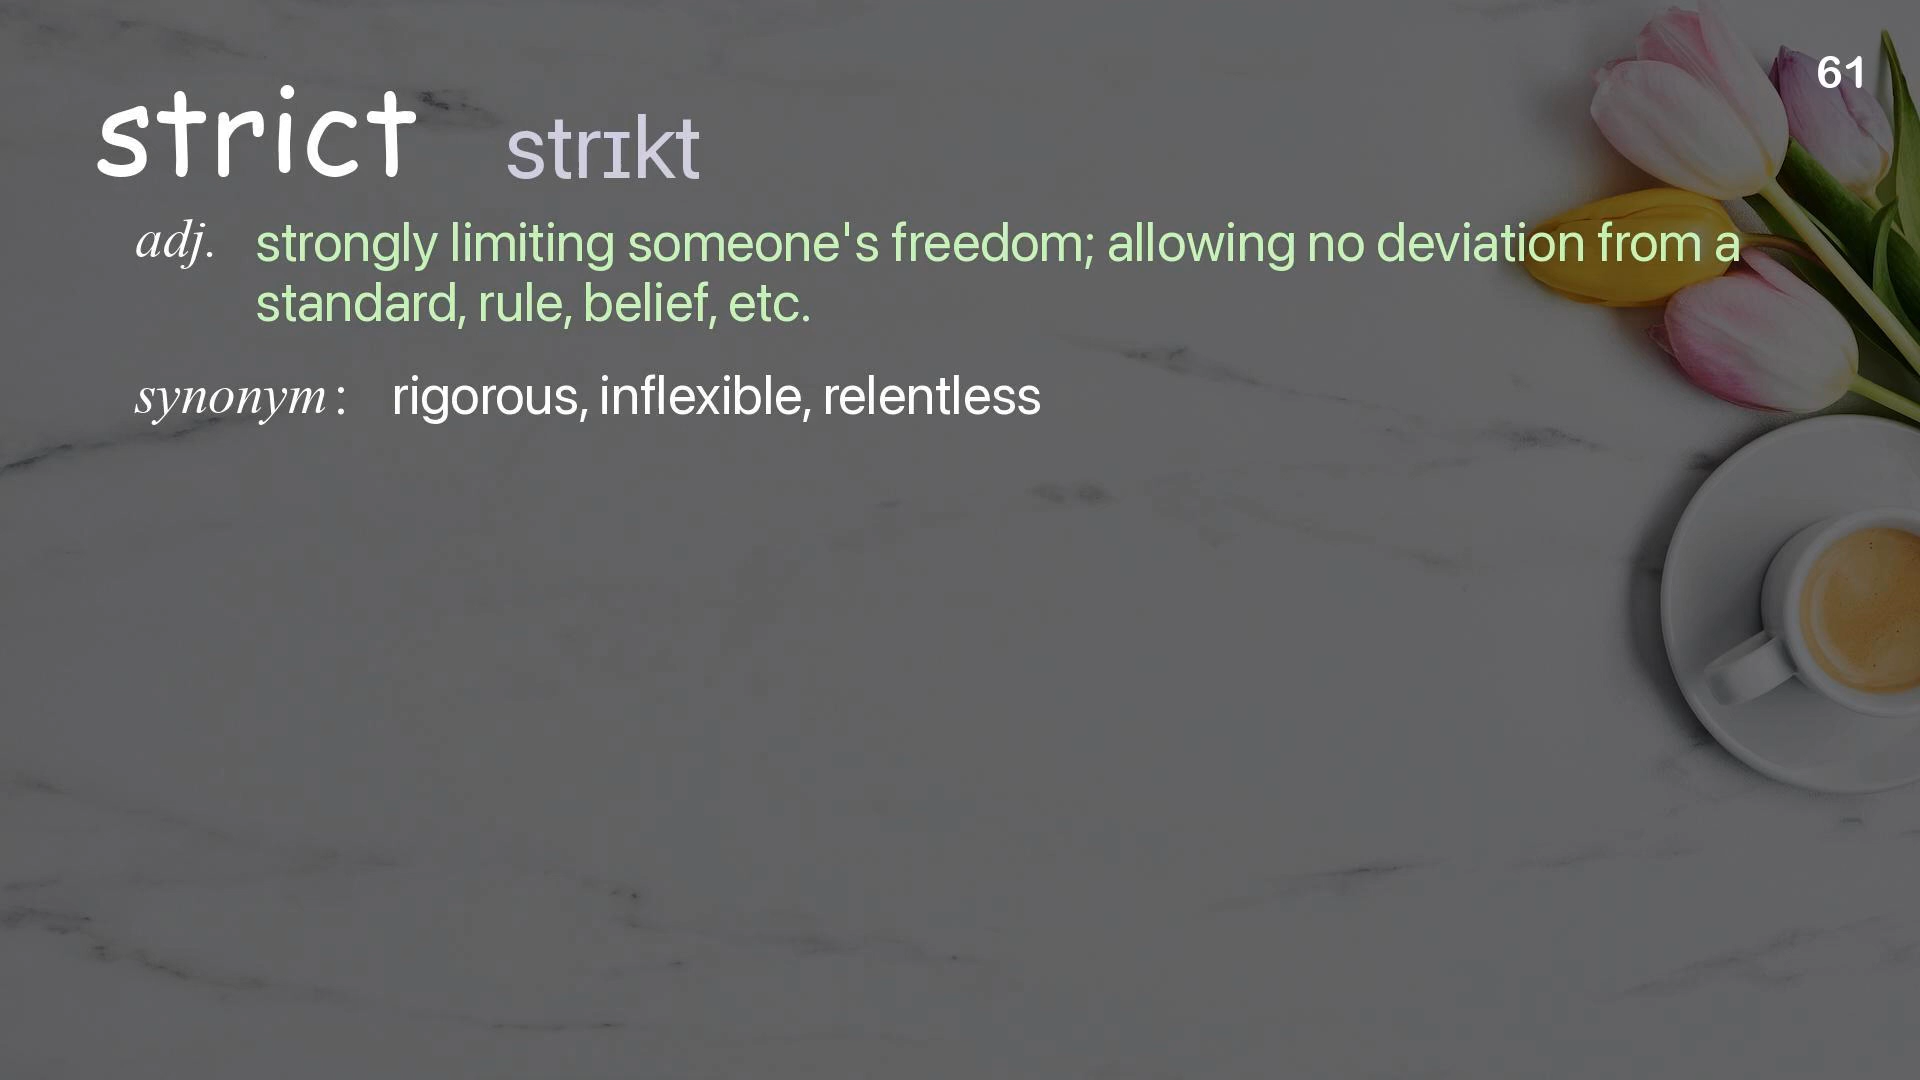 61
strict strɪkt
adj. strongly limiting someone's freedom; allowing no deviation from a
standard, rule, belief, etc.
synonym : rigorous, inflexible, relentless